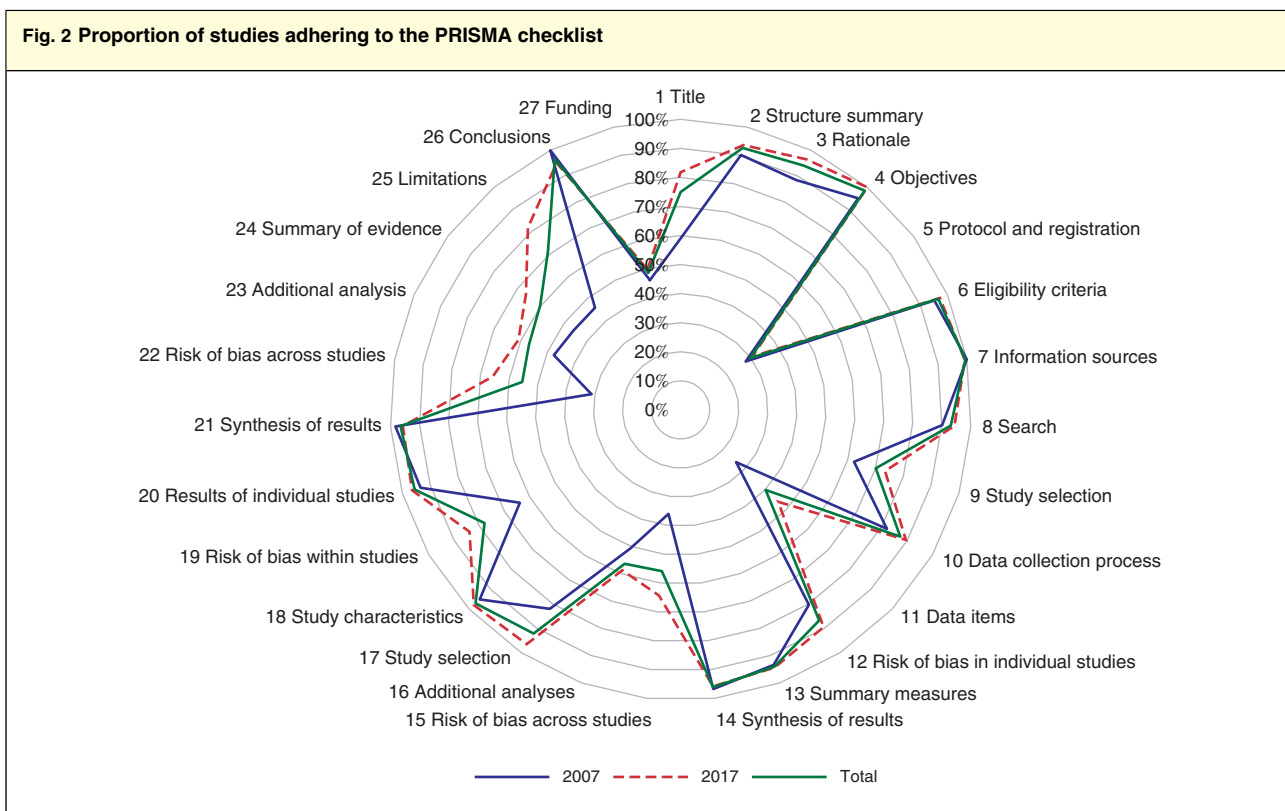 Fig. 2 Proportion of studies adhering to the PRISMA checklist
1 Title
2 Structure summary
3 Rationale
4 Objectives
5 Protocol and registration
6 Eligibility criteria
7 Information sources
8 Search
9 Study selection
10 Data collection process
11 Data items
12 Risk of bias in individual studies
13 Summary measures
14 Synthesis of results
15 Risk of bias across studies
16 Additional analyses
17 Study selection
18 Study characteristics
19 Risk of bias within studies
20 Results of individual studies
21 Synthesis of results
22 Risk of bias across studies
23 Additional analysis
24 Summary of evidence
25 Limitations
26 Conclusions
27 Funding
100%
90%
80%
70%
60%
50%
40%
30%
20%
10%
0%
2007 2017 Total